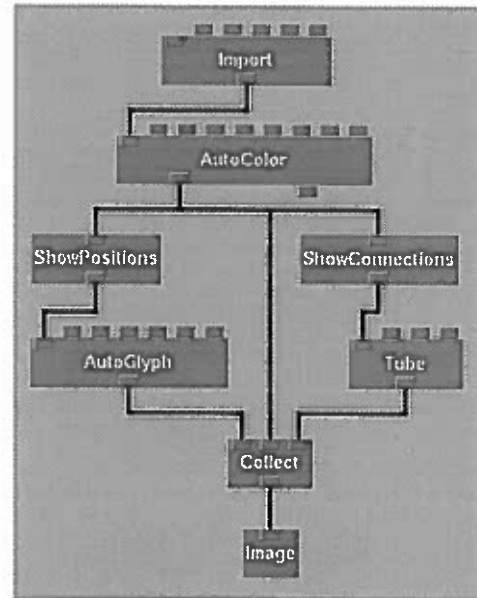 Import
AutoColor
ShowPositions
ShowConnections
AutoGlyph
Tube
Collect
Image